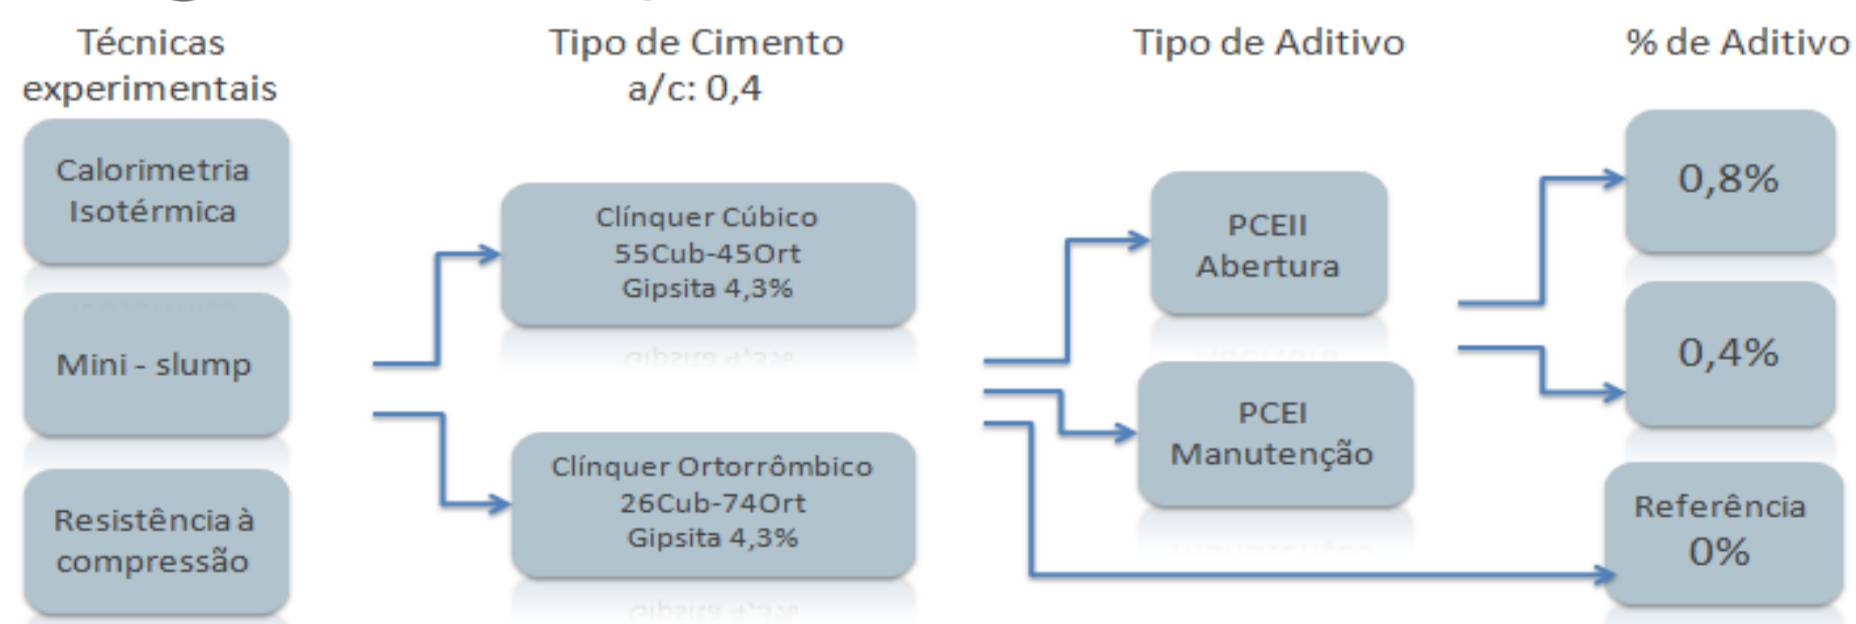 Técnicas
experimentais
Calorimetria
Isotérmica
Mini - slump
Resistência à
compressão
Tipo de Cimento
a/c: 0,4
Clínquer Cúbico
55Cub-45Ort
Gipsita 4,3%
Clínquer Ortorrômbico
26Cub-74Ort
Gipsita 4,3%
Tipo de Aditivo
PCEII
Abertura
PCEI
Manutenção
% de Aditivo
0,8%
0,4%
Referência
0%